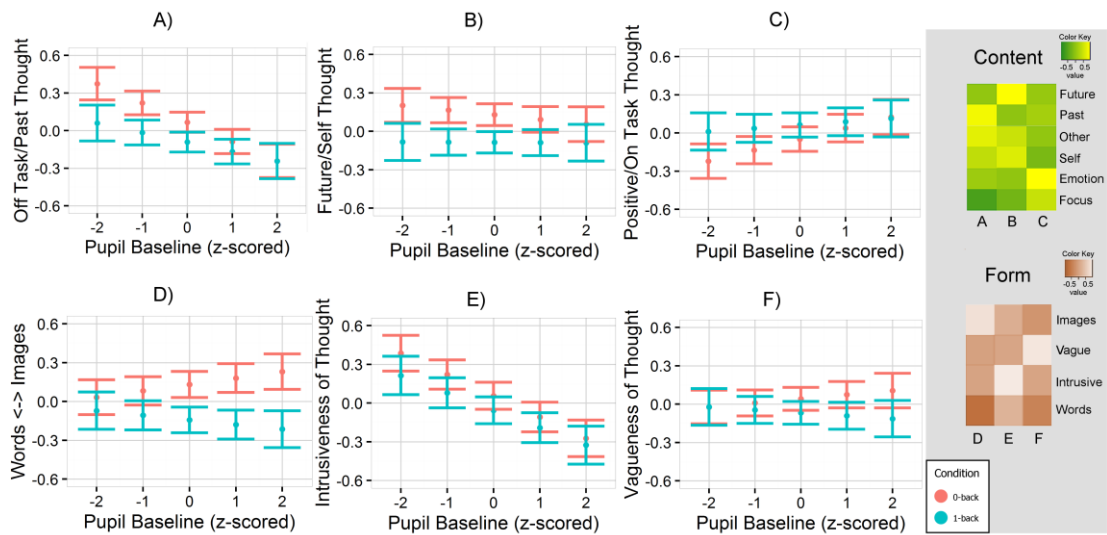 A)
Off Task/Past Thought
0.6
0.3
0.0
-0.3
-0.6
-2 -1 0 1 2
Pupil Baseline (z-scored)
B)
Future/Self Thought
0.6
0.3
0.0
-0.3
-0.6
-2 -1 0 1 2
Pupil Baseline (z-scored)
C)
Positive/On Task Thought
0.6
0.3
0.0
-0.3
-0.6
-2 -1 0 1 2
Pupil Baseline (z-scored)
D)
Words <-> Images
0.6
0.3
0.0
-0.3
-0.6
-2 -1 0 1 2
Pupil Baseline (z-scored)
E)
Intrusiveness of Thought
0.6
0.3
0.0
-0.3
-0.6
-2 -1 0 1 2
Pupil Baseline (z-scored)
F)
Vagueness of Thought
0.6
0.3
0.0
-0.3
-0.6
-2 -1 0 1 2
Pupil Baseline (z-scored)
Content
Color Key
-0.5 0.5
value
Future
Past
Other
Self
Emotion
Focus
A B C
Form
Color Key
-0.5 0.5
value
Images
Vague
Intrusive
Words
D E F
Condition
0-back
1-back